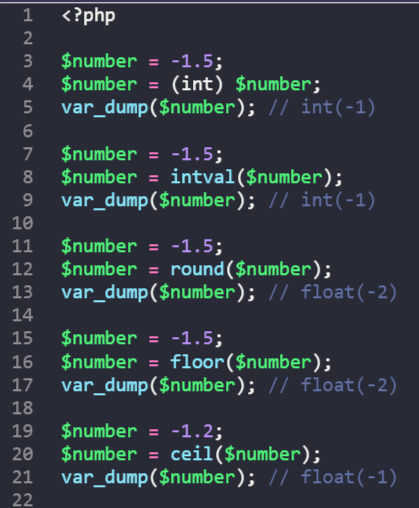 1 <?php
2
3 $number = -1.5;
4 $number = (int) $number;
5 var_dump($number); // int(-1)
6
7 $number = -1.5;
8 $number = intval($number);
9 var_dump($number); // int(-1)
10
11 $number = -1.5;
12 $number = round($number);
13 var_dump($number); // float(-2)
14
15 $number = -1.5;
16 $number = floor($number);
17 var_dump($number); // float(-2)
18
19 $number = -1.2;
20 $number = ceil($number);
21 var_dump($number); // float(-1)
22